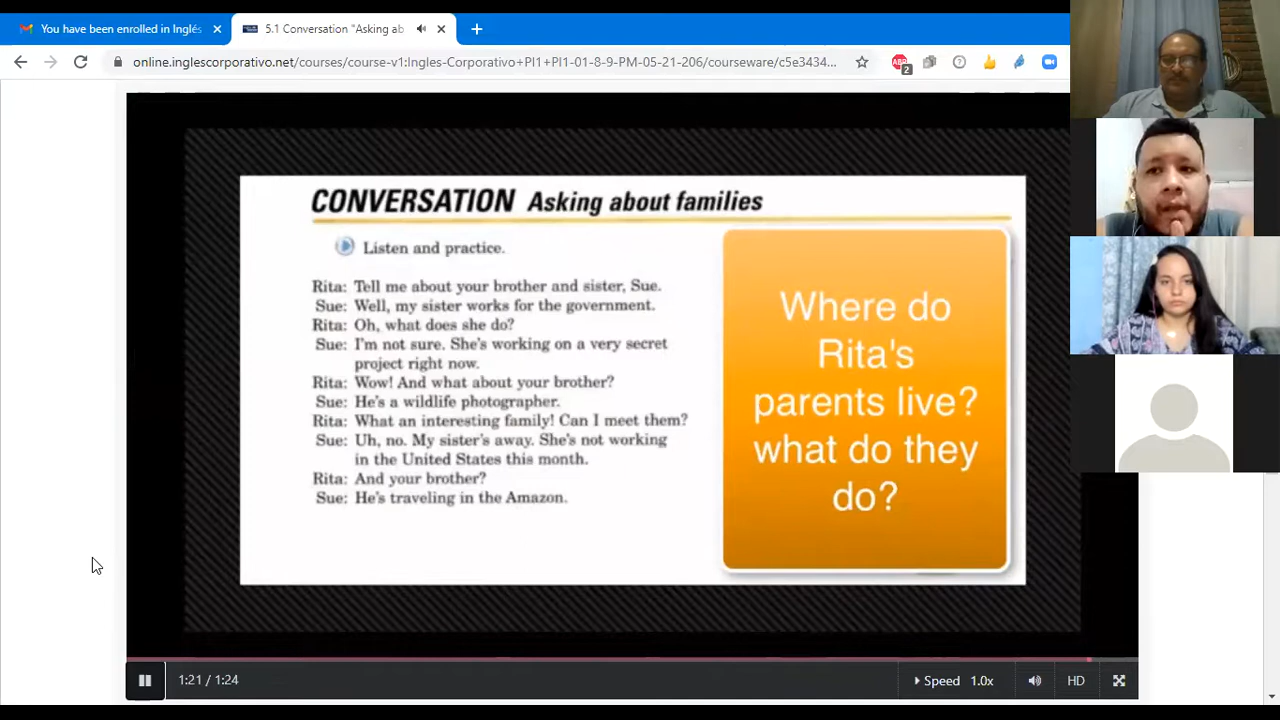 You have been enrolled in Inglés
5.1 Conversation "Asking ab
online.inglescorporativo.net/courses/course-v1:Ingles-Corporativo+PI1+PI1-01-8-9-PM-05-21-206/courseware/c5e3434...
ABP
2
CONVERSATION Asking about families
Listen and practice.
Rita: Tell me about your brother and sister, Sue.
Sue: Well, my sister works for the government.
Rita: Oh, what does she do?
Sue: I'm not sure. She's working on a very secret
project right now.
Rita: Wow! And what about your brother?
Sue: He's a wildlife photographer.
Rita: What an interesting family! Can I meet them?
Sue: Uh, no. My sister's away. She's not working
in the United States this month.
Rita: And your brother?
Sue: He's traveling in the Amazon.
Where do
Rita's
parents live?
what do they
do?
1:21 / 1:24
Speed 1.0x
HD